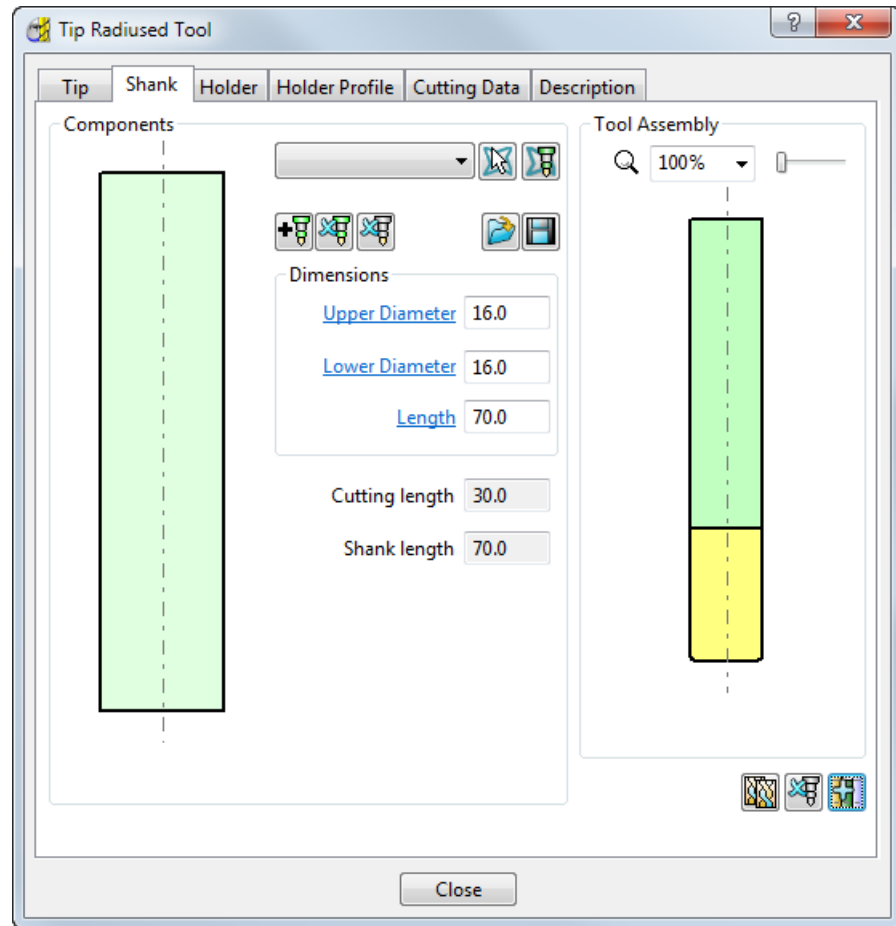 Tip Radiused Tool
Tip Shank Holder Holder Profile Cutting Data Description
Components
Tool Assembly
100%
Dimensions
Upper Diameter 16.0
Lower Diameter 16.0
Length 70.0
Cutting length 30.0
Shank length 70.0
Close